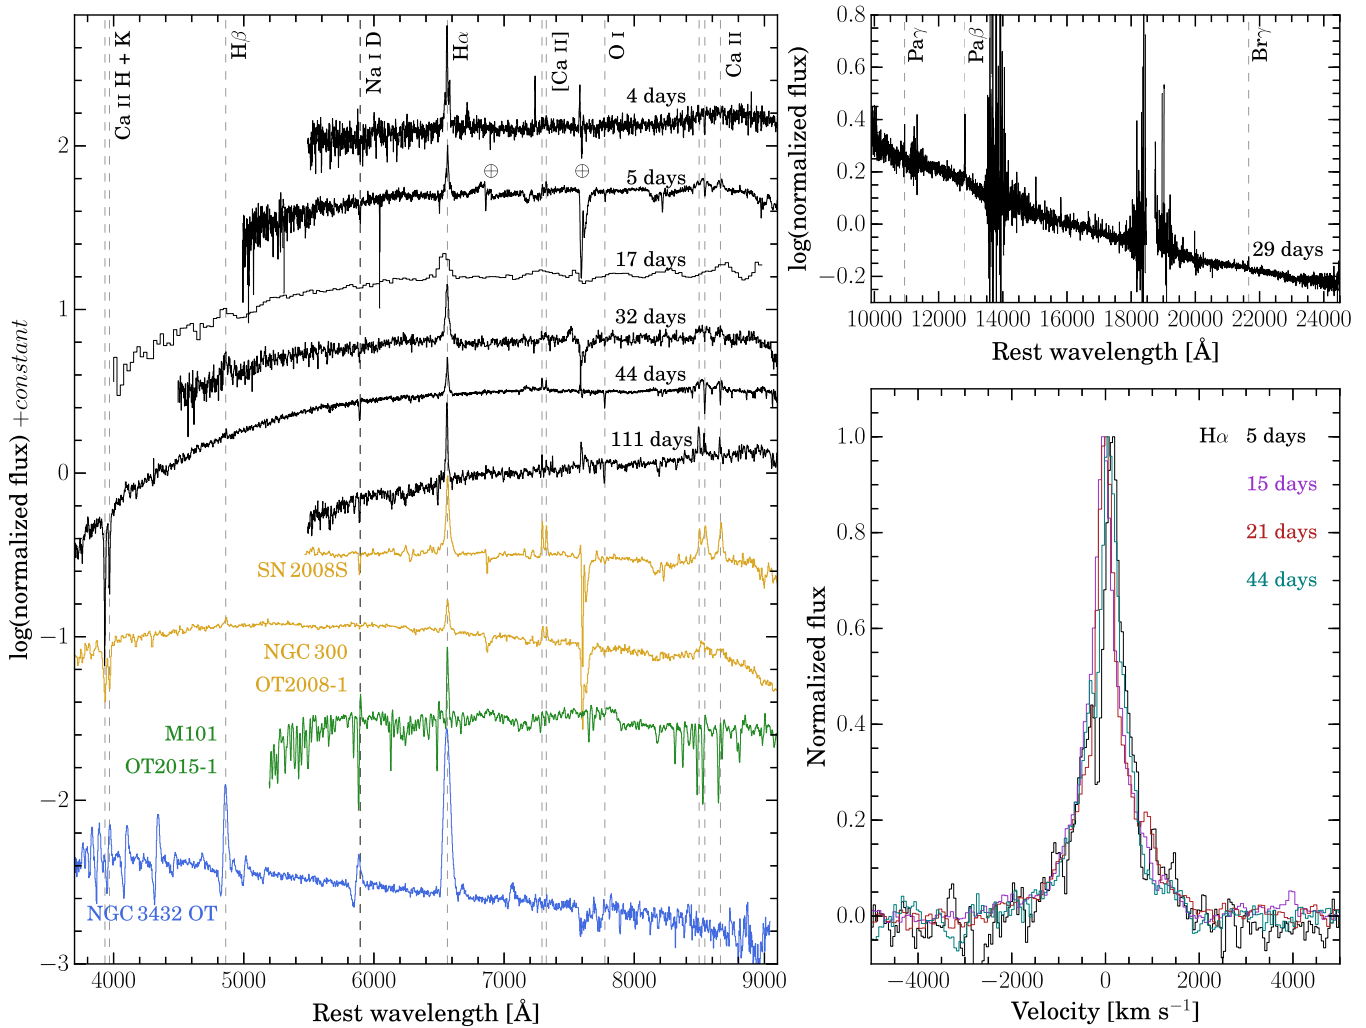 Ca II H + K
Hβ
Na I D
Hα
[Ca II]
O I
Ca II
4 days
5 days
17 days
32 days
44 days
111 days
SN 2008S
NGC 300
OT2008-1
M101
OT2015-1
NGC 3432 OT
⊕ ⊕
2
1
0
−1
−2
−3
log(normalized flux) +constant
4000 5000 6000 7000 8000 9000
Rest wavelength [Å]
Paγ
Paβ
Brγ
29 days
0.8
0.6
0.4
0.2
0.0
−0.2
log(normalized flux)
10000 12000 14000 16000 18000 20000 22000 24000
Rest wavelength [Å]
Hα 5 days
15 days
21 days
44 days
1.0
0.8
0.6
0.4
0.2
0.0
Normalized flux
−4000 −2000 0 2000 4000
Velocity [km s⁻¹]